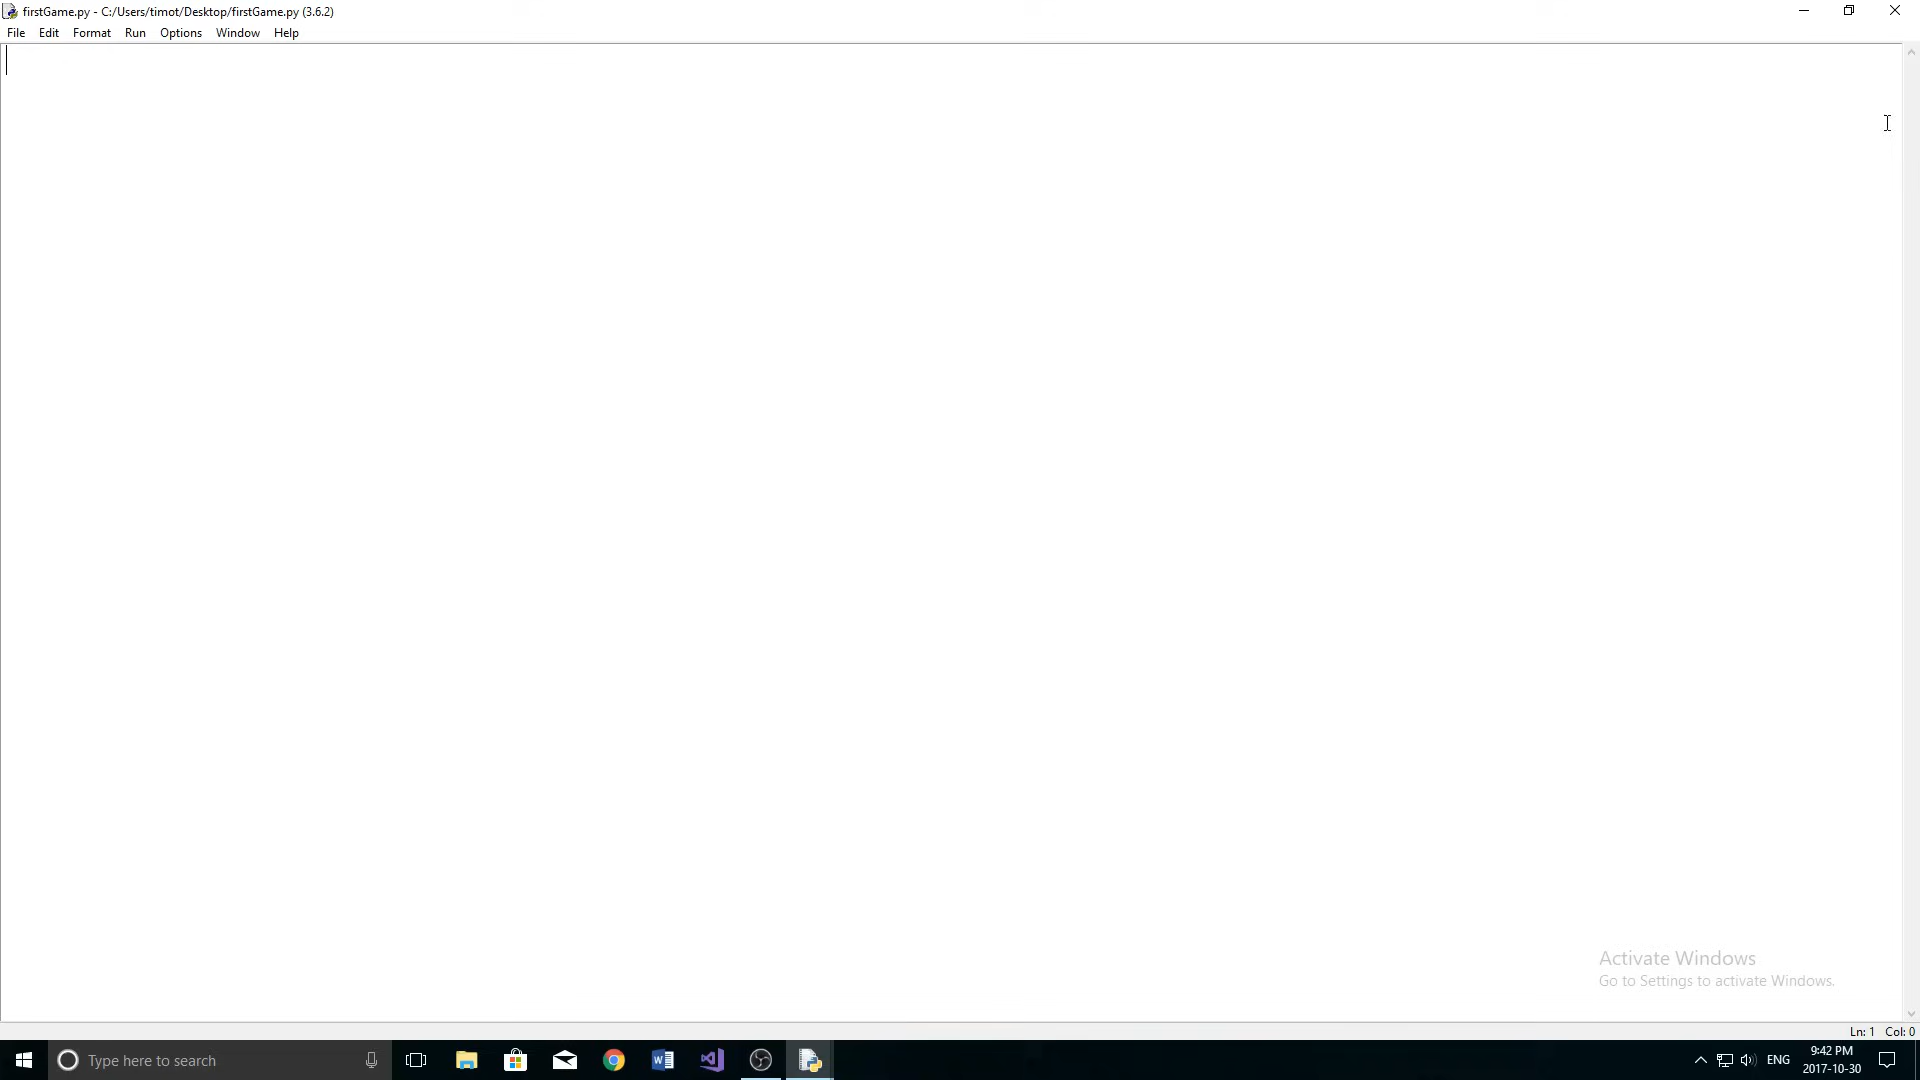 firstGame.py - C:/Users/timot/Desktop/firstGame.py (3.6.2)
File Edit Format Run Options Window Help
Activate Windows
Go to Settings to activate Windows.
Ln: 1 Col: 0
Type here to search
ENG
9:42 PM
2017-10-30